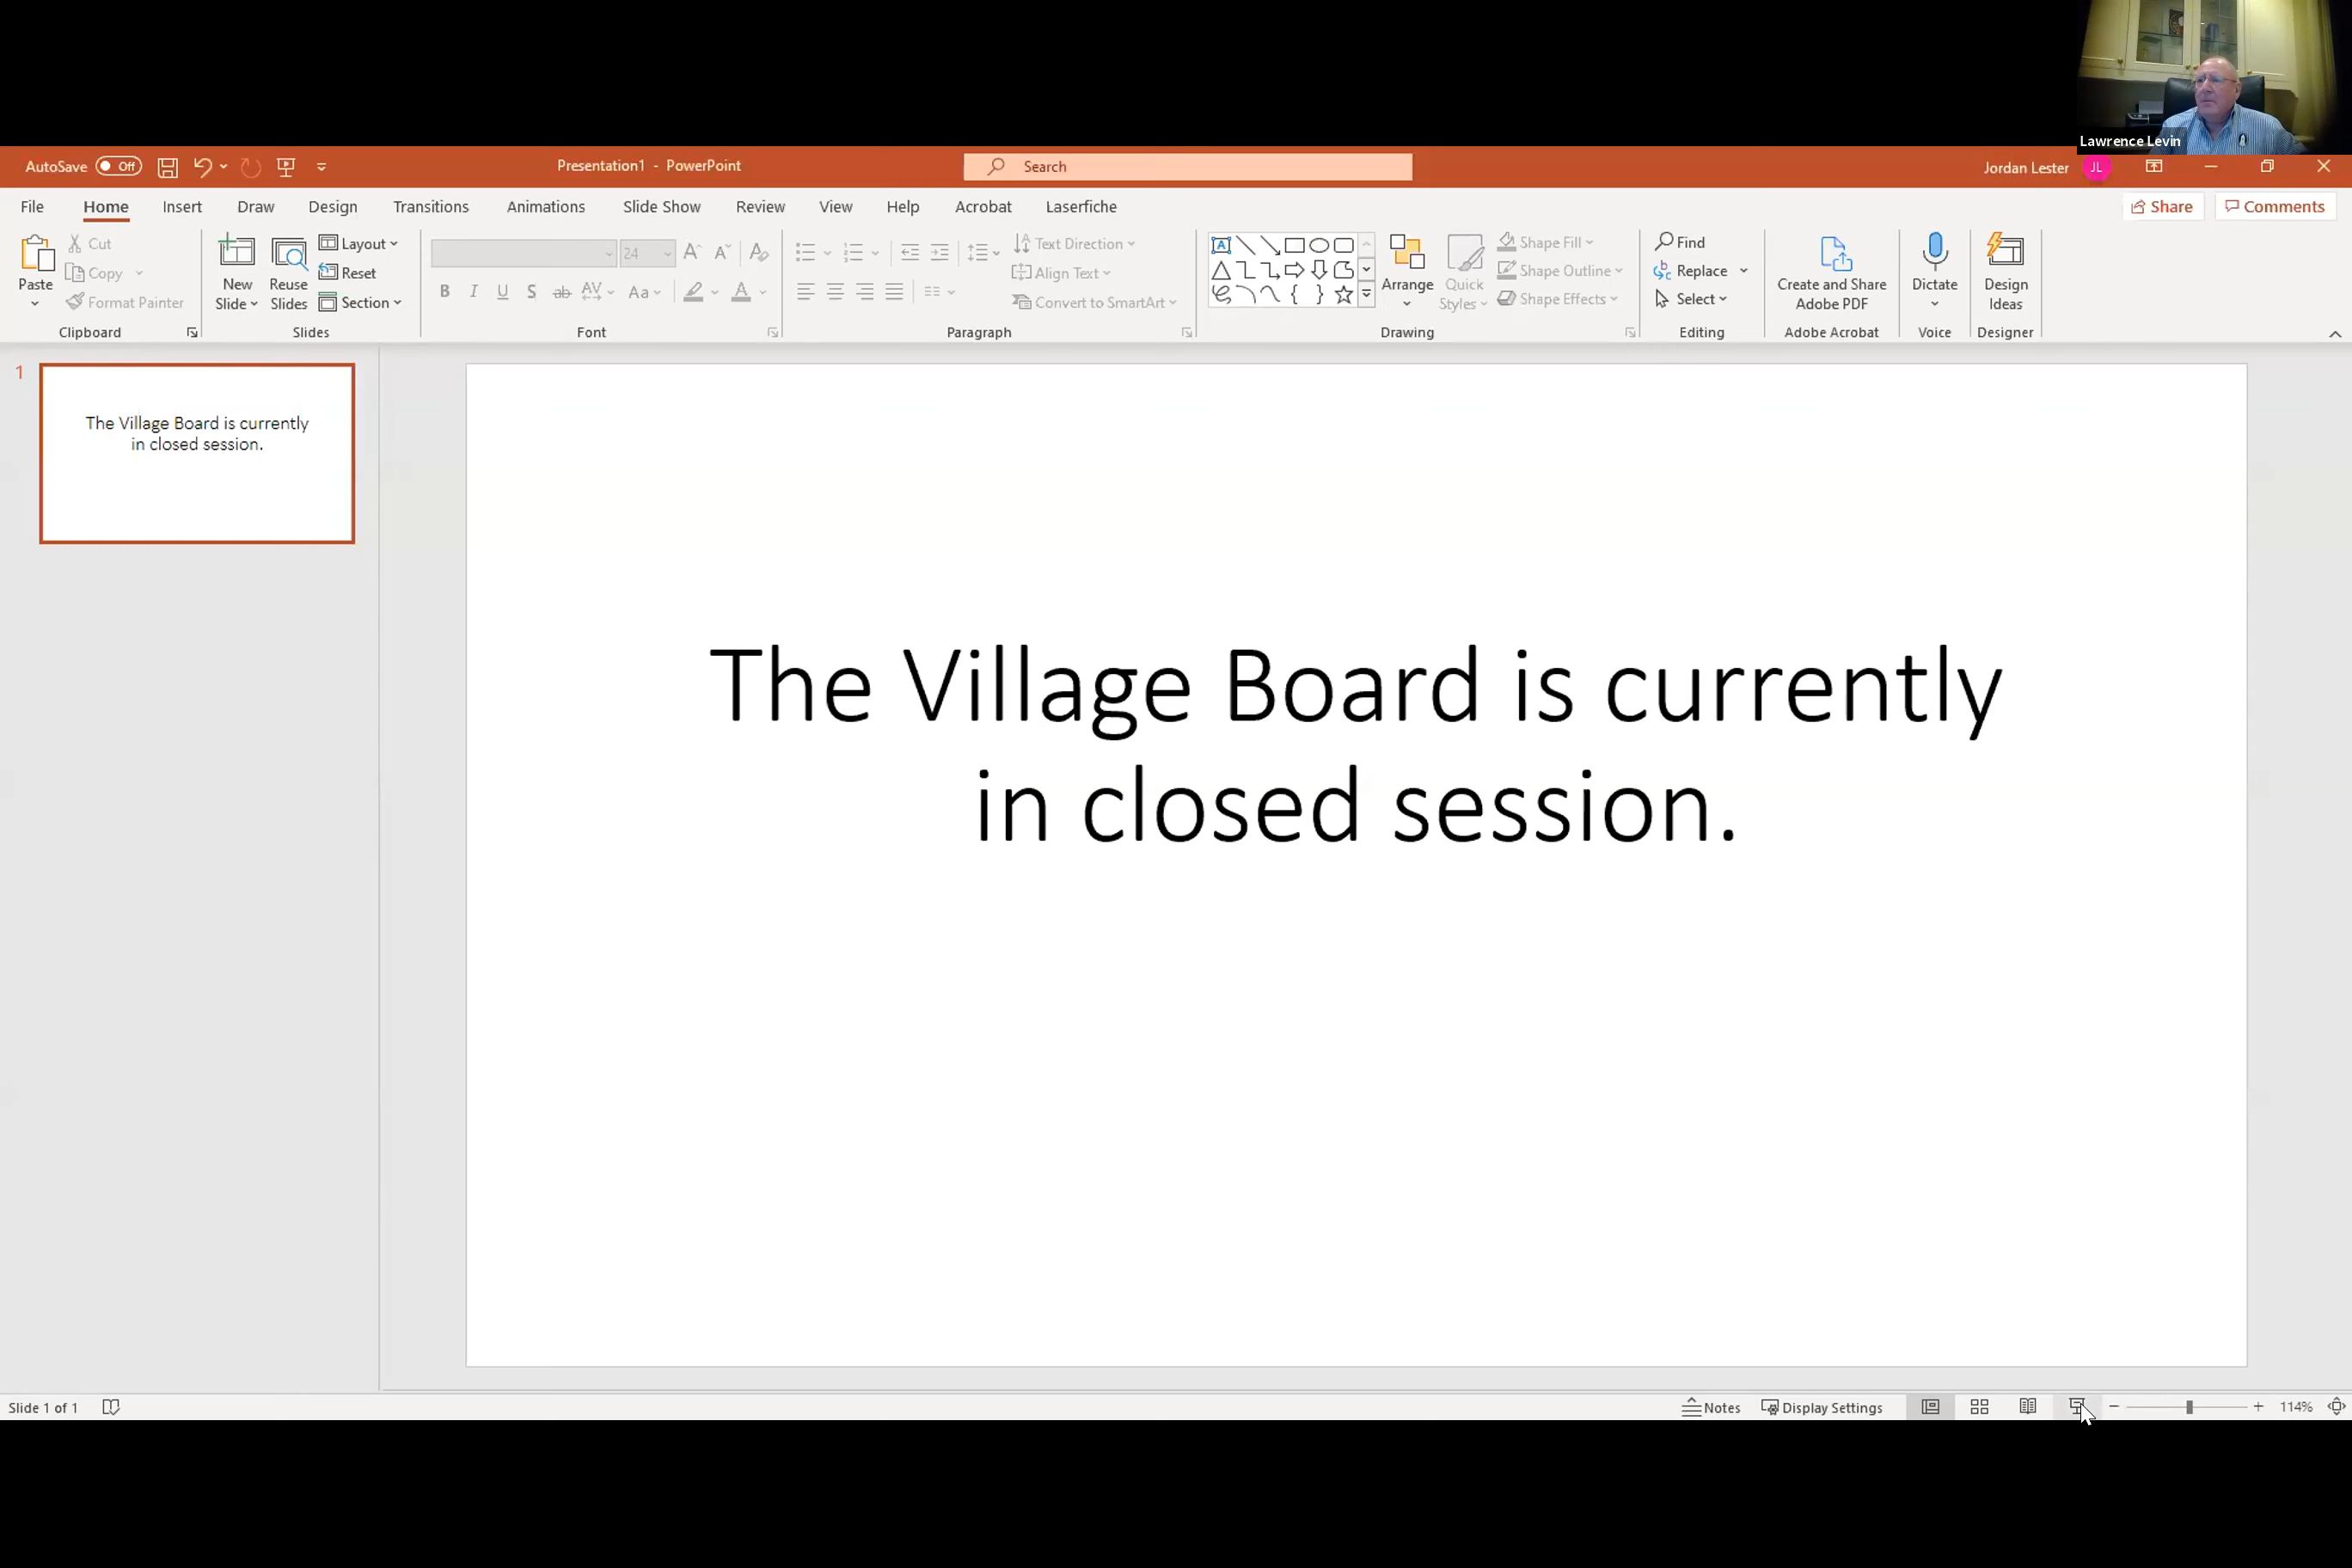 Lawrence Levin
AutoSave Off Presentation1 - PowerPoint Search Jordan Lester JL
File Home Insert Draw Design Transitions Animations Slide Show Review View Help Acrobat Laserfiche Share Comments
Paste
Cut
Copy
Format Painter
Clipboard
New Slide
Reuse Slides
Layout
Reset
Section
Slides
24
B I U S ab AV Aa A
Font
Text Direction
Align Text
Convert to SmartArt
Paragraph
Arrange
Quick Styles
Shape Fill
Shape Outline
Shape Effects
Drawing
Find
Replace
Select
Editing
Create and Share
Adobe PDF
Adobe Acrobat
Dictate
Voice
Design
Ideas
Designer
1
The Village Board is currently
in closed session.
The Village Board is currently
in closed session.
Slide 1 of 1 Notes Display Settings 114%